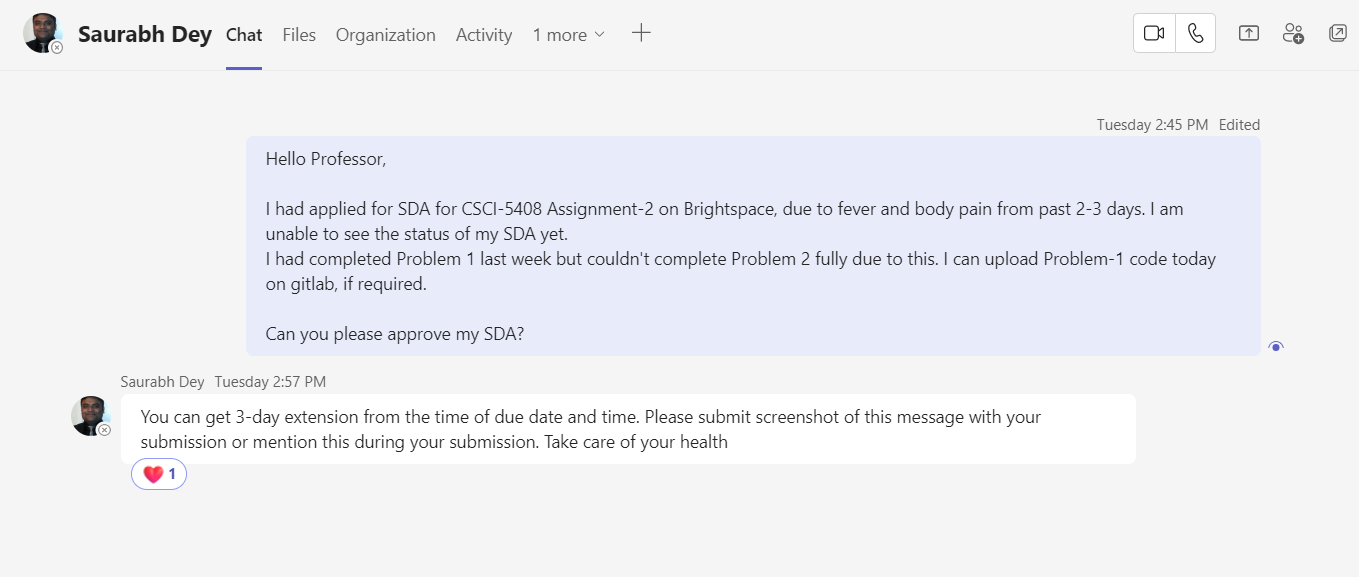 Saurabh Dey Chat Files Organization Activity 1 more
Tuesday 2:45 PM Edited
Hello Professor,
I had applied for SDA for CSCI-5408 Assignment-2 on Brightspace, due to fever and body pain from past 2-3 days. I am
unable to see the status of my SDA yet.
I had completed Problem 1 last week but couldn't complete Problem 2 fully due to this. I can upload Problem-1 code today
on gitlab, if required.
Can you please approve my SDA?
Saurabh Dey Tuesday 2:57 PM
You can get 3-day extension from the time of due date and time. Please submit screenshot of this message with your
submission or mention this during your submission. Take care of your health
1